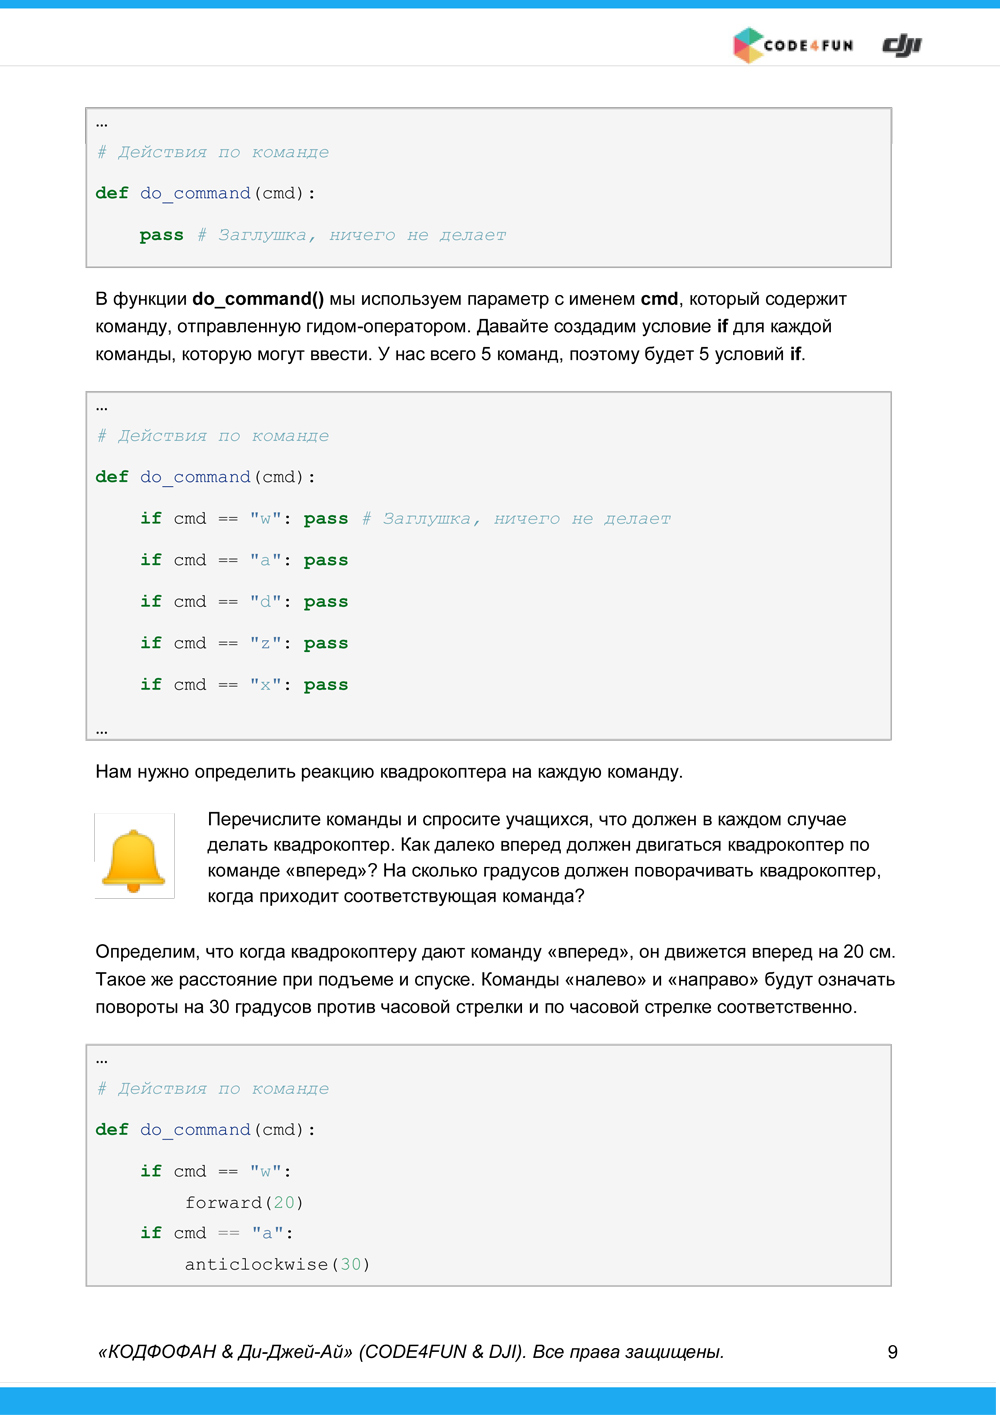 CODE4FUN dji
…
# Действия по команде
def do_command(cmd):
    pass # Заглушка, ничего не делает
В функции do_command() мы используем параметр с именем cmd, который содержит
команду, отправленную гидом-оператором. Давайте создадим условие if для каждой
команды, которую могут ввести. У нас всего 5 команд, поэтому будет 5 условий if.
…
# Действия по команде
def do_command(cmd):
    if cmd == "w": pass # Заглушка, ничего не делает
    if cmd == "a": pass
    if cmd == "d": pass
    if cmd == "z": pass
    if cmd == "x": pass
…
Нам нужно определить реакцию квадрокоптера на каждую команду.
Перечислите команды и спросите учащихся, что должен в каждом случае
делать квадрокоптер. Как далеко вперед должен двигаться квадрокоптер по
команде «вперед»? На сколько градусов должен поворачивать квадрокоптер,
когда приходит соответствующая команда?
Определим, что когда квадрокоптеру дают команду «вперед», он движется вперед на 20 см.
Такое же расстояние при подъеме и спуске. Команды «налево» и «направо» будут означать
повороты на 30 градусов против часовой стрелки и по часовой стрелке соответственно.
…
# Действия по команде
def do_command(cmd):
    if cmd == "w":
        forward(20)
    if cmd == "a":
        anticlockwise(30)
«КОДФОФАН & Ди-Джей-Ай» (CODE4FUN & DJI). Все права защищены. 9